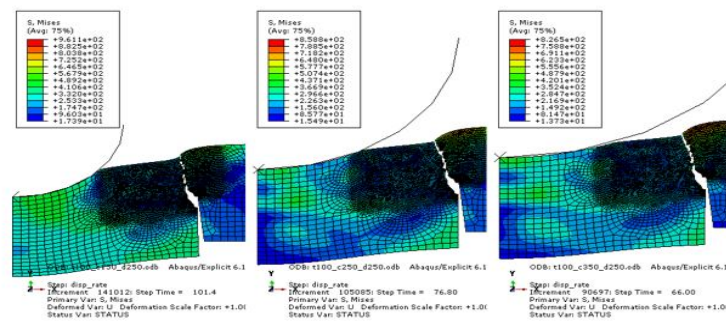 S, Mises
(Avg: 75%)
+9.611e+02
+8.825e+02
+8.038e+02
+7.252e+02
+6.465e+02
+5.679e+02
+4.892e+02
+4.106e+02
+3.320e+02
+2.533e+02
+1.747e+02
+9.603e+01
+1.739e+01
d250.odb Abaqus/Explicit 6.1
Y
Step: disp_rate
Increment 141012: Step Time = 101.4
Primary Var: S, Mises
Deformed Var: U Deformation Scale Factor: +1.0
Status Var: STATUS
S, Mises
(Avg: 75%)
+8.588e+02
+7.885e+02
+7.182e+02
+6.480e+02
+5.777e+02
+5.074e+02
+4.371e+02
+3.669e+02
+2.966e+02
+2.263e+02
+1.560e+02
+8.577e+01
+1.549e+01
ODB: t100_c250_d250.odb Abaqus/Explicit 6.1
Y
Step: disp_rate
Increment 105085: Step Time = 76.80
Primary Var: S, Mises
Deformed Var: U Deformation Scale Factor: +1.0
Status Var: STATUS
S, Mises
(Avg: 75%)
+8.265e+02
+7.588e+02
+6.911e+02
+6.233e+02
+5.556e+02
+4.879e+02
+4.201e+02
+3.524e+02
+2.847e+02
+2.169e+02
+1.492e+02
+8.147e+01
+1.373e+01
ODB: t100_c350_d250.odb Abaqus/Explicit 6.1
Y
Step: disp_rate
Increment 90697: Step Time = 66.00
Primary Var: S, Mises
Deformed Var: U Deformation Scale Factor: +1.0
Status Var: STATUS